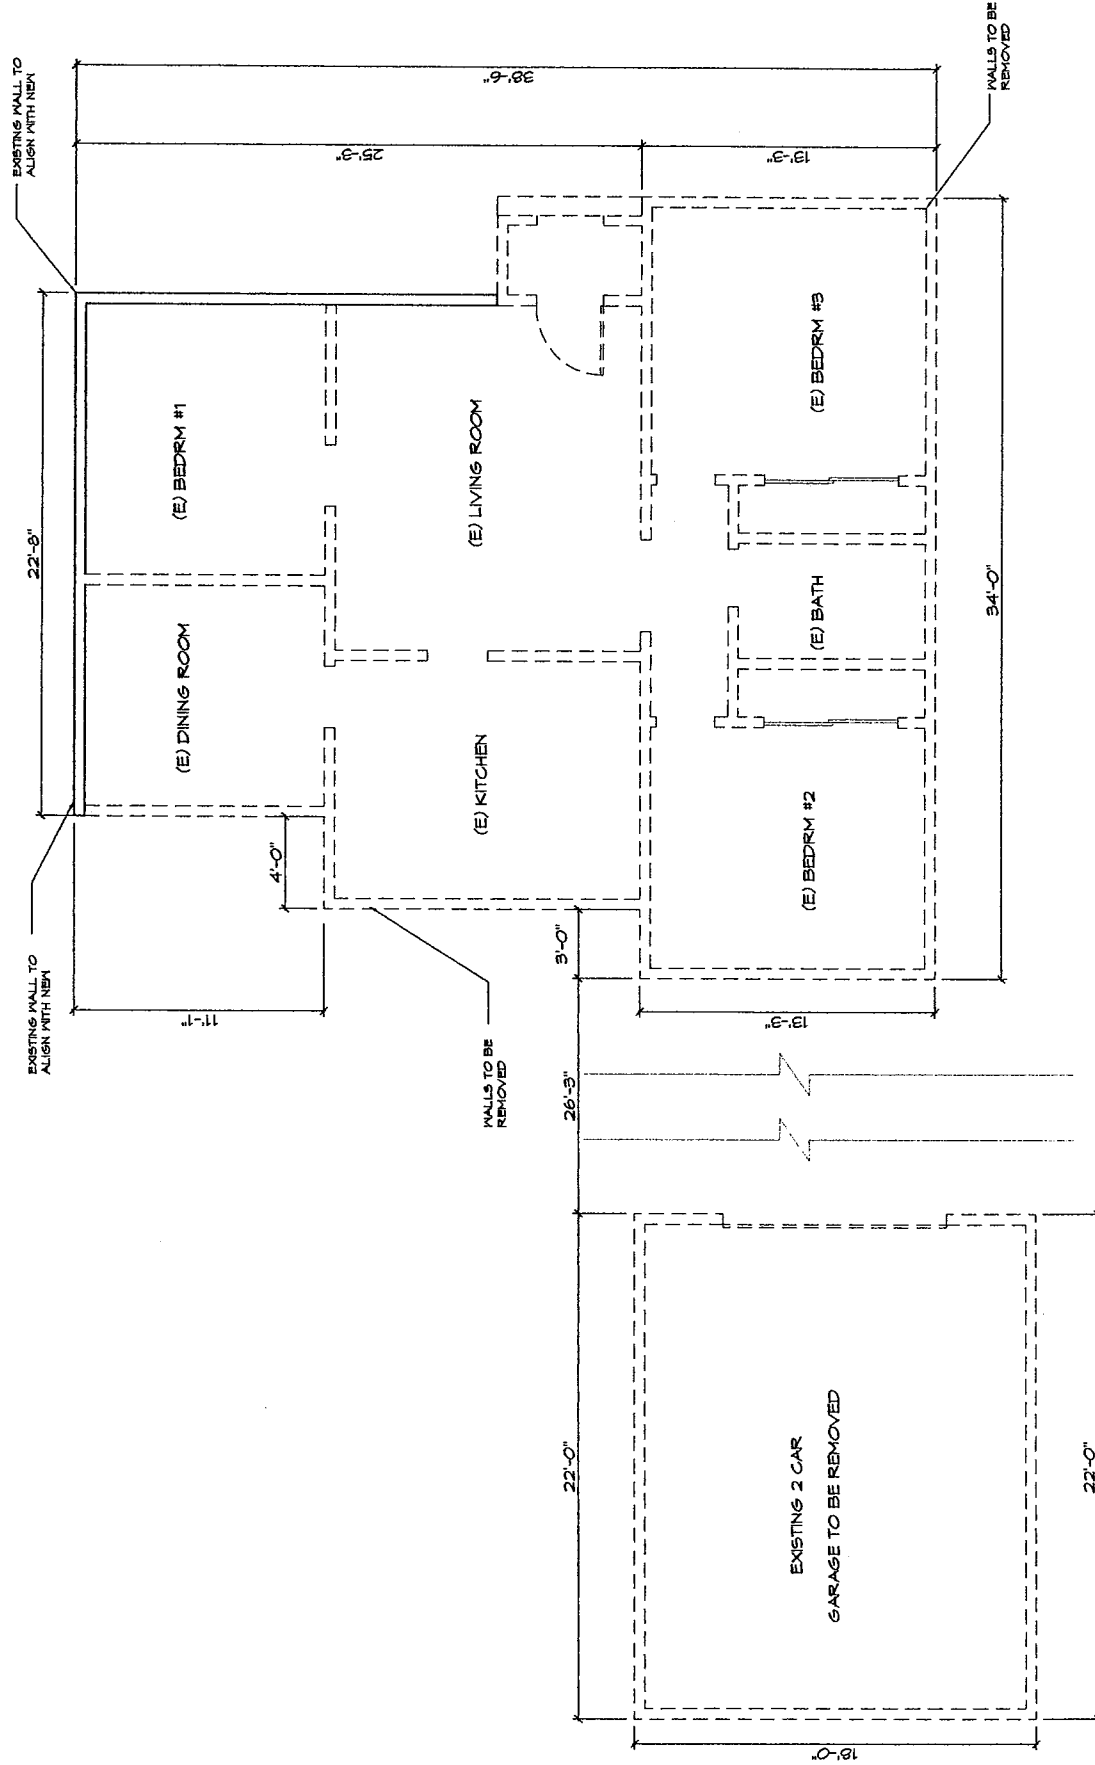 EXISTING WALL TO
ALIGN WITH NEW
EXISTING WALL TO
ALIGN WITH NEW
22'-8"
38'-6"
25'-3"
13'-3"
WALLS TO BE
REMOVED
(E) DINING ROOM
(E) BEDRM #1
11'-1"
4'-0"
(E) KITCHEN
(E) LIVING ROOM
WALLS TO BE
REMOVED
3'-0"
26'-3"
22'-0"
13'-3"
(E) BEDRM #2
(E) BATH
(E) BEDRM #3
34'-0"
EXISTING 2 CAR
GARAGE TO BE REMOVED
18'-0"
22'-0"